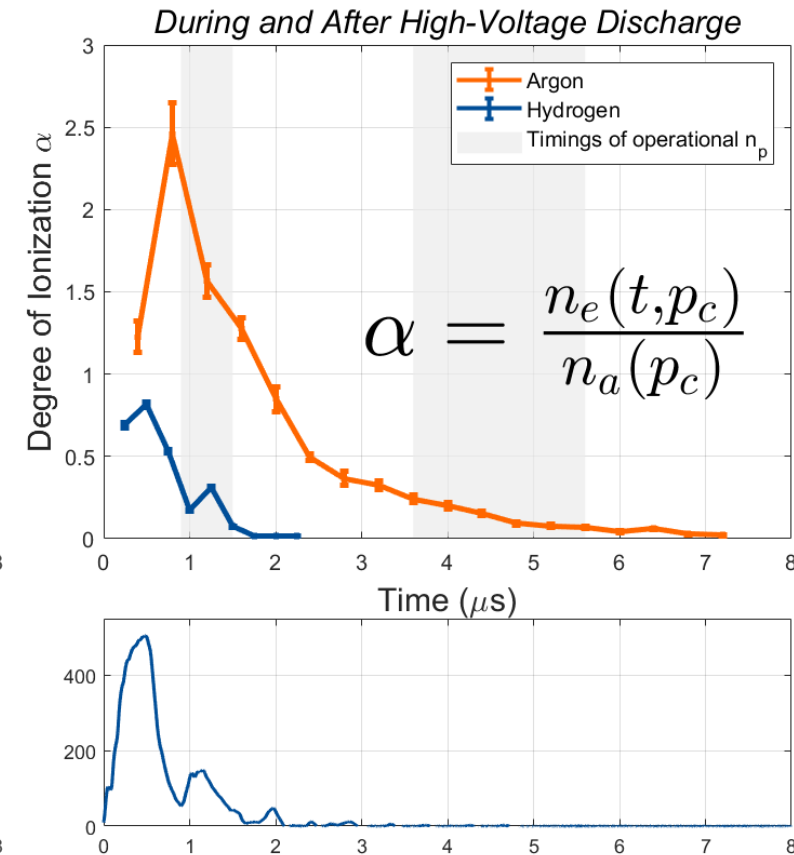 During and After High-Voltage Discharge
3
2.5
2
1.5
1
0.5
0
Degree of Ionization α
Argon
Hydrogen
Timings of operational n_p
α = n_e(t,p_c) / n_a(p_c)
0 1 2 3 4 5 6 7 8
3
Time (μs)
400
200
0
0 1 2 3 4 5 6 7 8
3